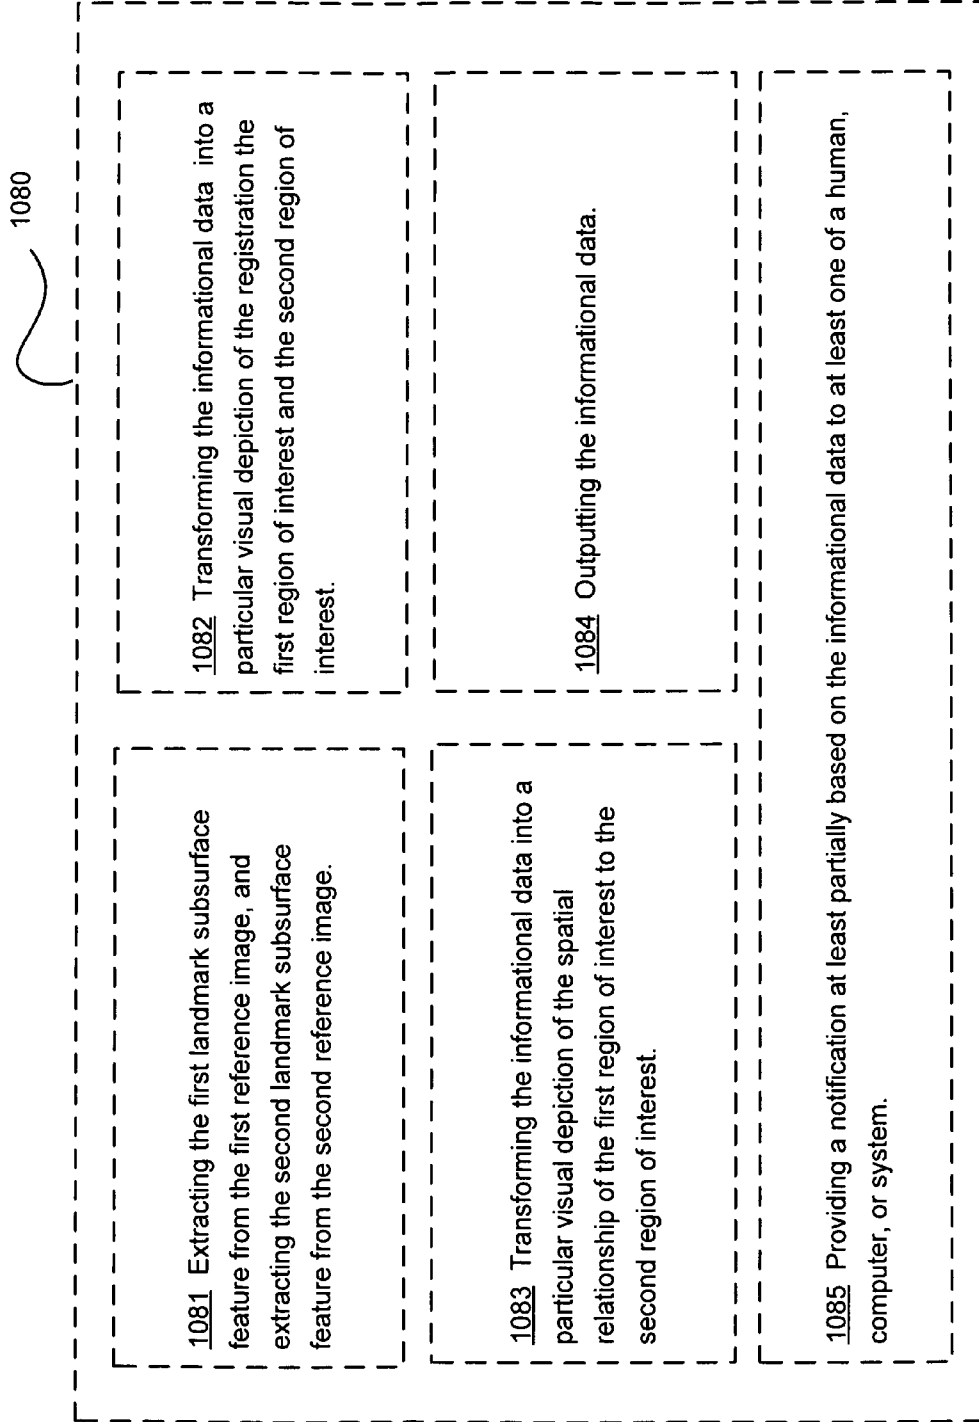 1080
1081 Extracting the first landmark subsurface
feature from the first reference image, and
extracting the second landmark subsurface
feature from the second reference image.
1082 Transforming the informational data into a
particular visual depiction of the registration the
first region of interest and the second region of
interest.
1083 Transforming the informational data into a
particular visual depiction of the spatial
relationship of the first region of interest to the
second region of interest.
1084 Outputting the informational data.
1085 Providing a notification at least partially based on the informational data to at least one of a human,
computer, or system.